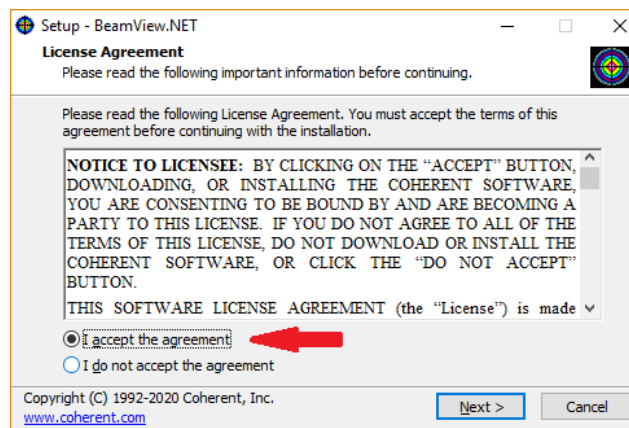 Setup - BeamView.NET
License Agreement
Please read the following important information before continuing.
Please read the following License Agreement. You must accept the terms of this
agreement before continuing with the installation.
NOTICE TO LICENSEE: BY CLICKING ON THE “ACCEPT” BUTTON,
DOWNLOADING, OR INSTALLING THE COHERENT SOFTWARE,
YOU ARE CONSENTING TO BE BOUND BY AND ARE BECOMING A
PARTY TO THIS LICENSE. IF YOU DO NOT AGREE TO ALL OF THE
TERMS OF THIS LICENSE, DO NOT DOWNLOAD OR INSTALL THE
COHERENT SOFTWARE, OR CLICK THE “DO NOT ACCEPT”
BUTTON.
THIS SOFTWARE LICENSE AGREEMENT (the “License”) is made
I accept the agreement
I do not accept the agreement
Copyright (C) 1992-2020 Coherent, Inc.
www.coherent.com
Next >
Cancel